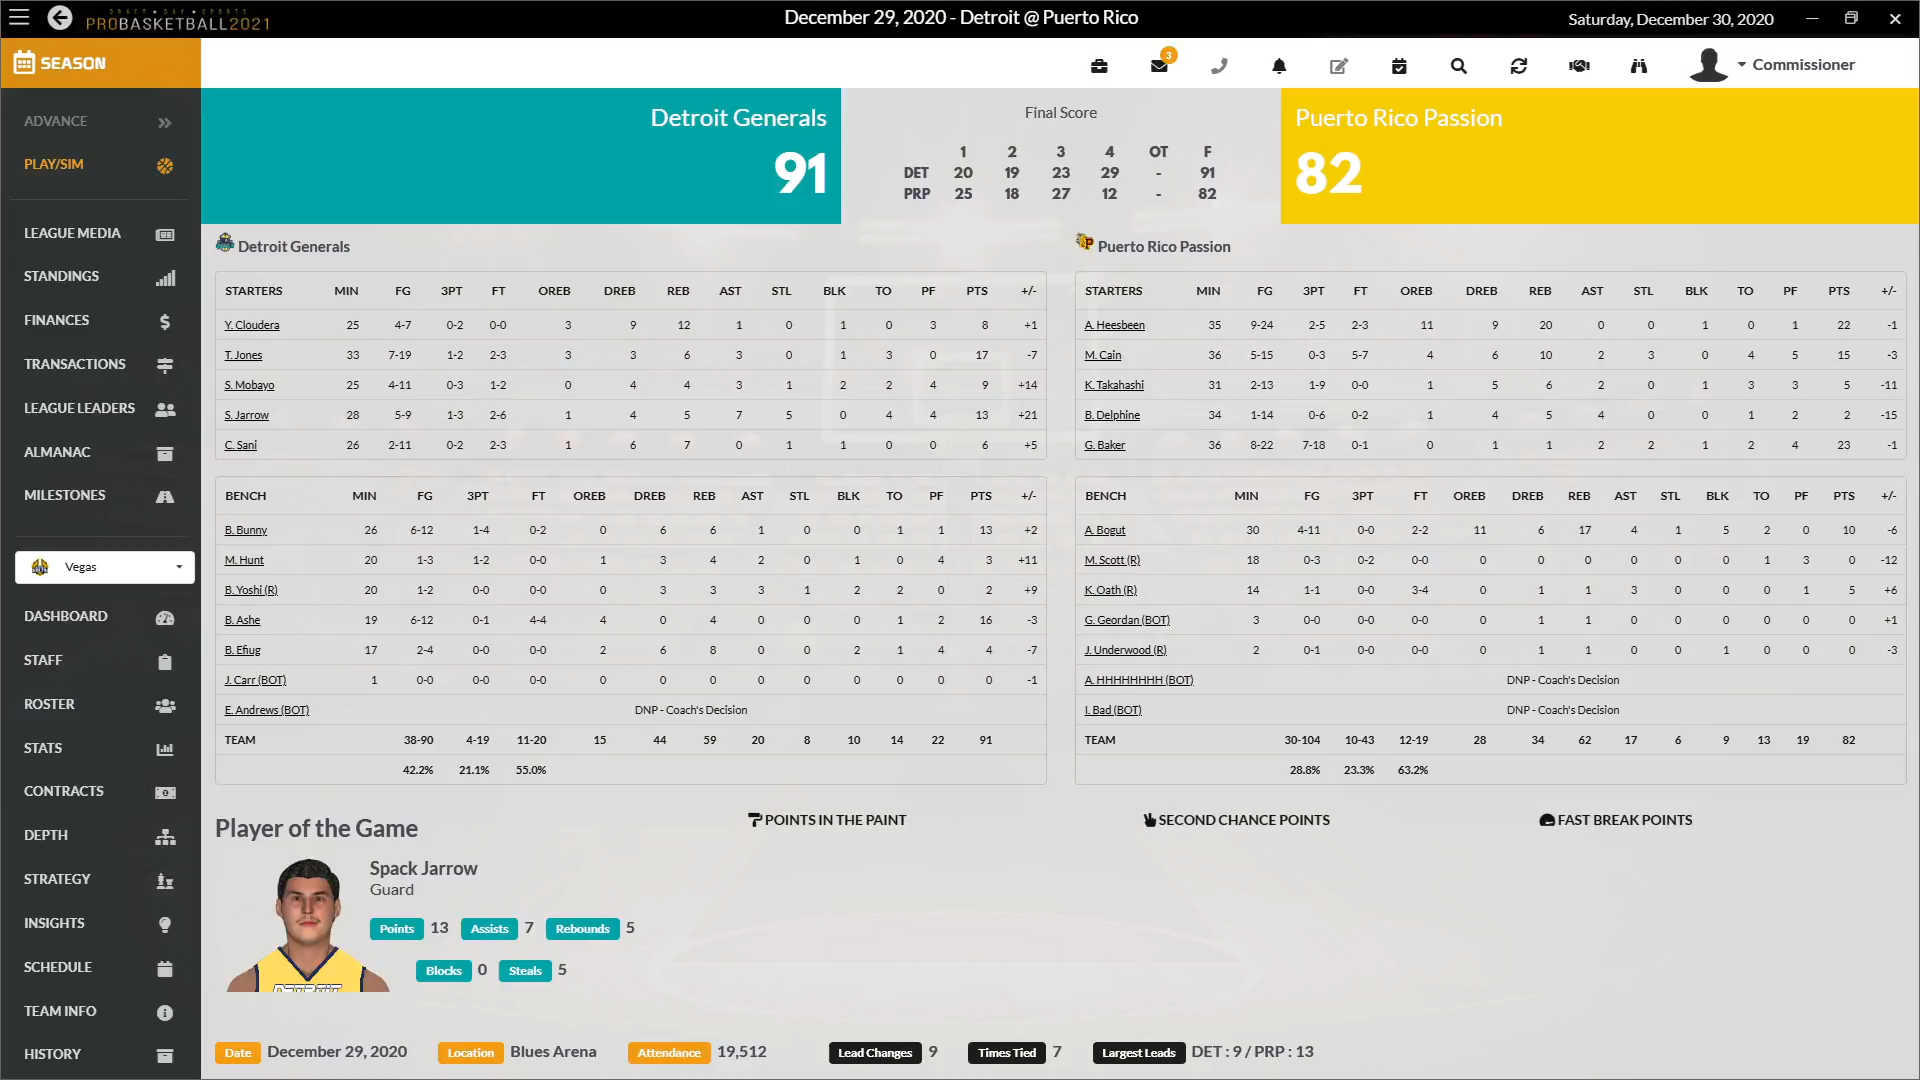 DRAFT DAY SPORTS
PROBASKETBALL2021
December 29, 2020 - Detroit @ Puerto Rico
Saturday, December 30, 2020
SEASON
3
Commissioner
ADVANCE
PLAY/SIM
LEAGUE MEDIA
STANDINGS
FINANCES
TRANSACTIONS
LEAGUE LEADERS
ALMANAC
MILESTONES
Vegas
DASHBOARD
STAFF
ROSTER
STATS
CONTRACTS
DEPTH
STRATEGY
INSIGHTS
SCHEDULE
TEAM INFO
HISTORY
Detroit Generals
91
Final Score
1 2 3 4 OT F
DET 20 19 23 29 - 91
PRP 25 18 27 12 - 82
Puerto Rico Passion
82
Detroit Generals
STARTERS MIN FG 3PT FT OREB DREB REB AST STL BLK TO PF PTS +/-
Y. Cloudera 25 4-7 0-2 0-0 3 9 12 1 0 1 0 3 8 +1
T. Jones 33 7-19 1-2 2-3 3 3 6 3 0 1 3 0 17 -7
S. Mobayo 25 4-11 0-3 1-2 0 4 4 3 1 2 2 4 9 +14
S. Jarrow 28 5-9 1-3 2-6 1 4 5 7 5 0 4 4 13 +21
C. Sani 26 2-11 0-2 2-3 1 6 7 0 1 1 0 0 6 +5
BENCH MIN FG 3PT FT OREB DREB REB AST STL BLK TO PF PTS +/-
B. Bunny 26 6-12 1-4 0-2 0 6 6 1 0 0 1 1 13 +2
M. Hunt 20 1-3 1-2 0-0 1 3 4 2 0 1 0 4 3 +11
B. Yoshi (R) 20 1-2 0-0 0-0 0 3 3 3 1 2 2 0 2 +9
B. Ashe 19 6-12 0-1 4-4 4 0 4 0 0 0 1 2 16 -3
B. Efiug 17 2-4 0-0 0-0 2 6 8 0 0 2 1 4 4 -7
J. Carr (BOT) 1 0-0 0-0 0-0 0 0 0 0 0 0 0 0 0 -1
E. Andrews (BOT) DNP - Coach's Decision
TEAM 38-90 4-19 11-20 15 44 59 20 8 10 14 22 91
42.2% 21.1% 55.0%
Puerto Rico Passion
STARTERS MIN FG 3PT FT OREB DREB REB AST STL BLK TO PF PTS +/-
A. Heesbeen 35 9-24 2-5 2-3 11 9 20 0 0 1 0 1 22 -1
M. Cain 36 5-15 0-3 5-7 4 6 10 2 3 0 4 5 15 -3
K. Takahashi 31 2-13 1-9 0-0 1 5 6 2 0 1 3 3 5 -11
B. Delphine 34 1-14 0-6 0-2 1 4 5 4 0 0 1 2 2 -15
G. Baker 36 8-22 7-18 0-1 0 1 1 2 2 1 2 4 23 -1
BENCH MIN FG 3PT FT OREB DREB REB AST STL BLK TO PF PTS +/-
A. Bogut 30 4-11 0-0 2-2 11 6 17 4 1 5 2 0 10 -6
M. Scott (R) 18 0-3 0-2 0-0 0 0 0 0 0 0 1 3 0 -12
K. Oath (R) 14 1-1 0-0 3-4 0 1 1 3 0 0 0 1 5 +6
G. Geordan (BOT) 3 0-0 0-0 0-0 0 1 1 0 0 0 0 0 0 +1
J. Underwood (R) 2 0-1 0-0 0-0 0 1 1 0 0 1 0 0 0 -3
A. HHHHHHHH (BOT) DNP - Coach's Decision
I. Bad (BOT) DNP - Coach's Decision
TEAM 30-104 10-43 12-19 28 34 62 17 6 9 13 19 82
28.8% 23.3% 63.2%
Player of the Game
POINTS IN THE PAINT
SECOND CHANCE POINTS
FAST BREAK POINTS
Spack Jarrow
Guard
Points 13 Assists 7 Rebounds 5
Blocks 0 Steals 5
DETROIT
Date December 29, 2020 Location Blues Arena Attendance 19,512 Lead Changes 9 Times Tied 7 Largest Leads DET : 9 / PRP : 13